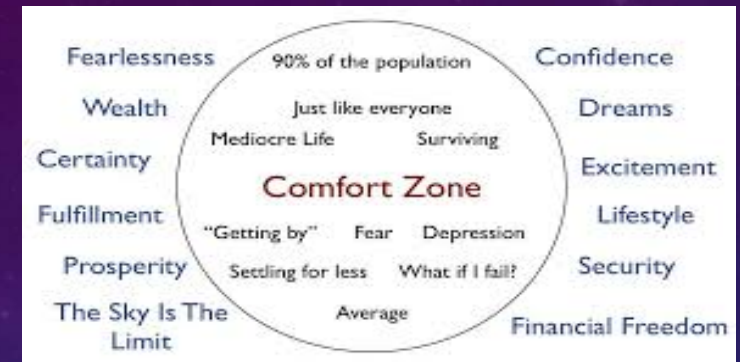 Fearlessness
90% of the population
Confidence
Wealth
Just like everyone
Dreams
Mediocre Life
Surviving
Certainty
Comfort Zone
Excitement
Fulfillment
"Getting by"
Fear
Depression
Lifestyle
Prosperity
Settling for less
What if I fail?
Security
The Sky Is The
Limit
Average
Financial Freedom